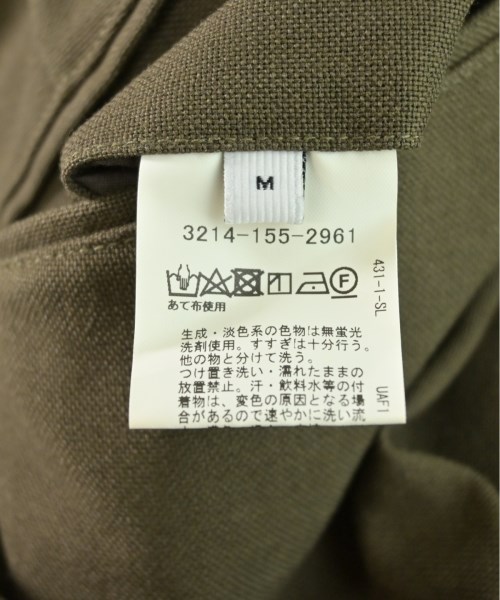 M
3214-155-2961
F
あて布使用
生成・淡色系の色物は無蛍光
洗剤使用。すすぎは十分行う。
他の物と分けて洗う。
つけ置き洗い・濡れたままの
放置禁止。汗・飲料水等の付
着物は、変色の原因となる場
合があるので速やかに洗い流
431-1-SL
UAF1